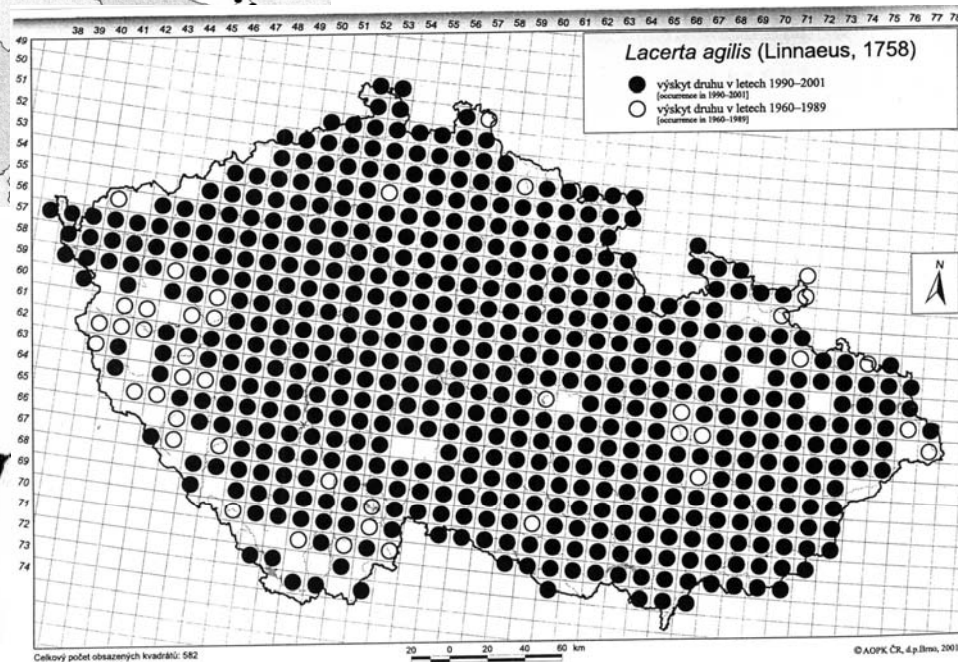 38 39 40 41 42 43 44 45 46 47 48 49 50 51 52 53 54 55 56 57 58 59 60 61 62 63 64 65 66 67 68 69 70 71 72 73 74 75 76 77 78
Lacerta agilis (Linnaeus, 1758)
výskyt druhu v letech 1990–2001
[occurrence in 1990–2001]
výskyt druhu v letech 1960–1989
[occurrence in 1960–1989]
49
50
51
52
53
54
55
56
57
58
59
60
61
62
63
64
65
66
67
68
69
70
71
72
73
74
N
Celkový počet obsazených kvadrátů: 582
20 0 20 40 60 km
© AOPK ČR, d.p.Brno, 2001